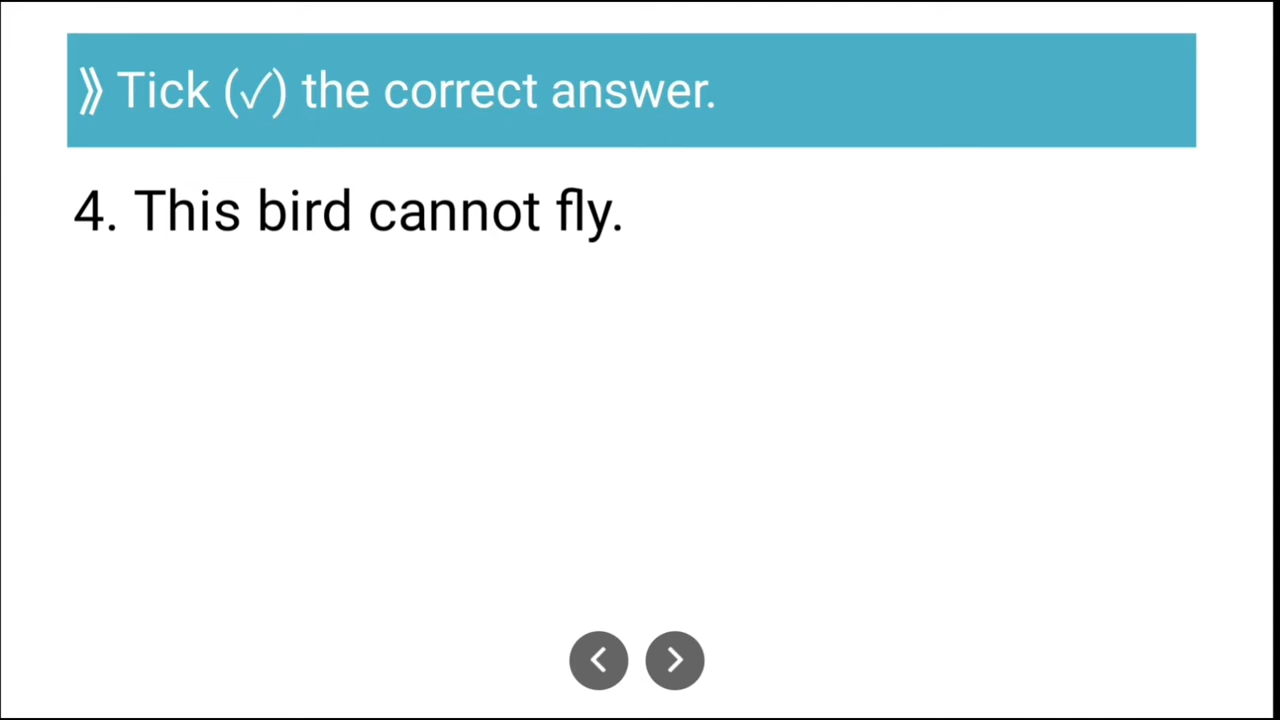 》Tick (✓) the correct answer.
4. This bird cannot fly.